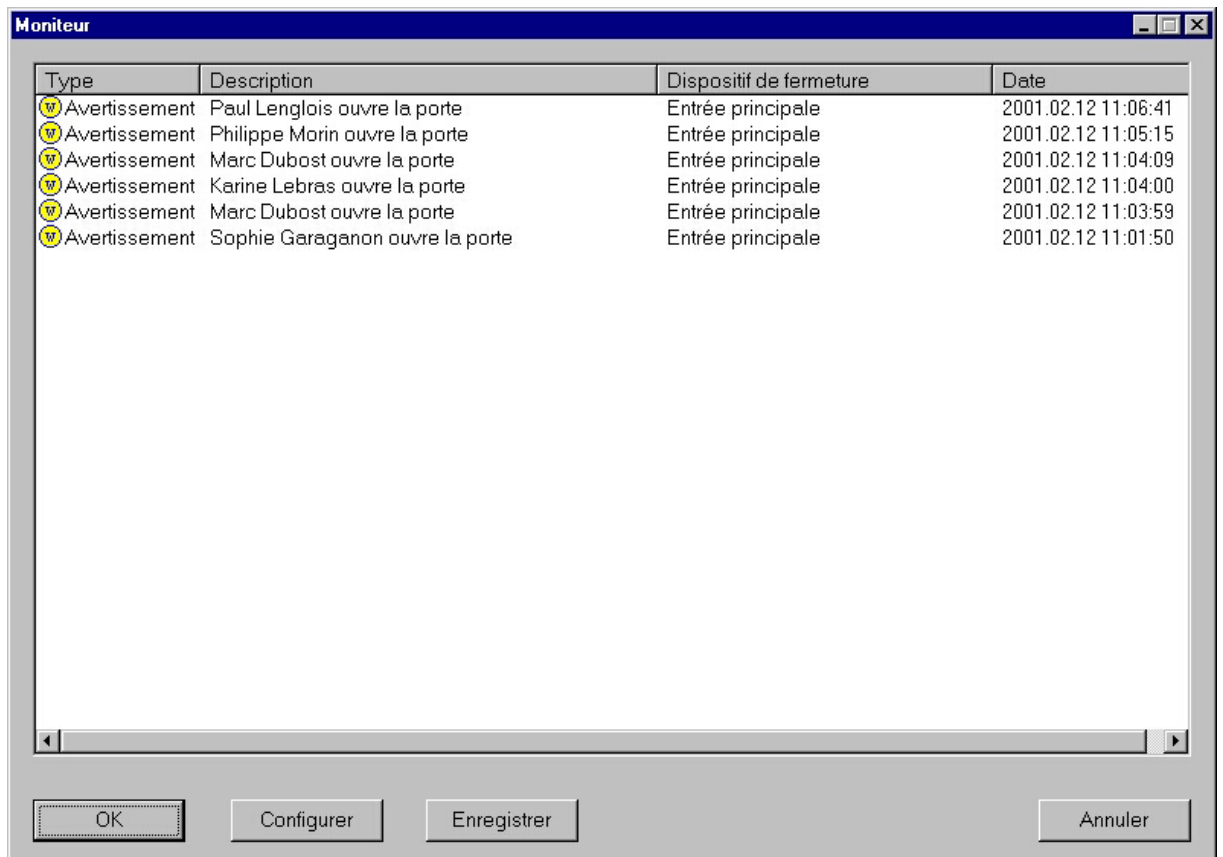 Moniteur
Type Description Dispositif de fermeture Date
W Avertissement Paul Lenglois ouvre la porte Entrée principale 2001.02.12 11:06:41
W Avertissement Philippe Morin ouvre la porte Entrée principale 2001.02.12 11:05:15
W Avertissement Marc Dubost ouvre la porte Entrée principale 2001.02.12 11:04:09
W Avertissement Karine Lebras ouvre la porte Entrée principale 2001.02.12 11:04:00
W Avertissement Marc Dubost ouvre la porte Entrée principale 2001.02.12 11:03:59
W Avertissement Sophie Garaganon ouvre la porte Entrée principale 2001.02.12 11:01:50
OK Configurer Enregistrer Annuler